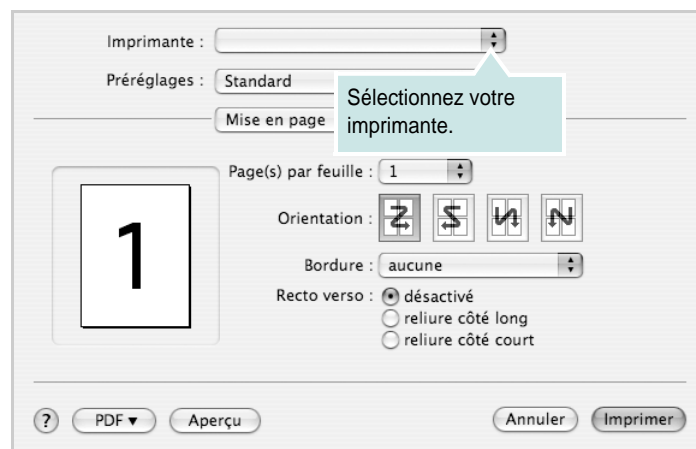 Imprimante :
Préréglages : Standard
Sélectionnez votre
imprimante.
Mise en page
Page(s) par feuille : 1
1
Orientation :
Bordure : aucune
Recto verso : désactivé
reliure côté long
reliure côté court
? PDF ▼ Aperçu Annuler Imprimer